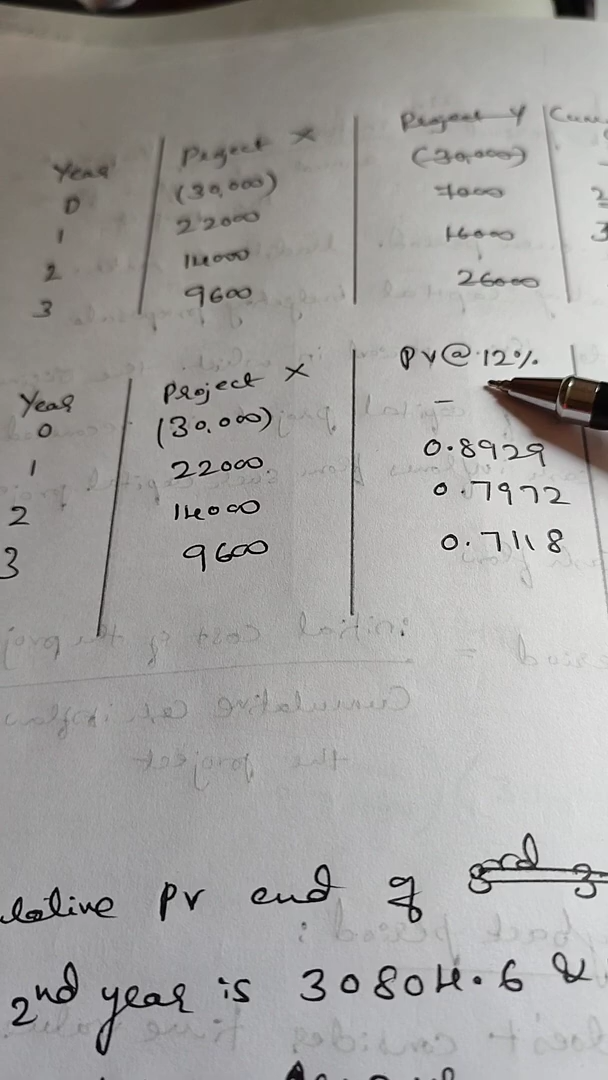 Year Project X Project Y
0 (30,000) (30,000)
1 22000 7000
2 14000 16000
3 9600 26000
Year Project X PV@12%
0 (30,000) -
1 22000 0.8929
2 14000 0.7972
3 9600 0.7118
lative PV end of
2nd year is 30804.6 &